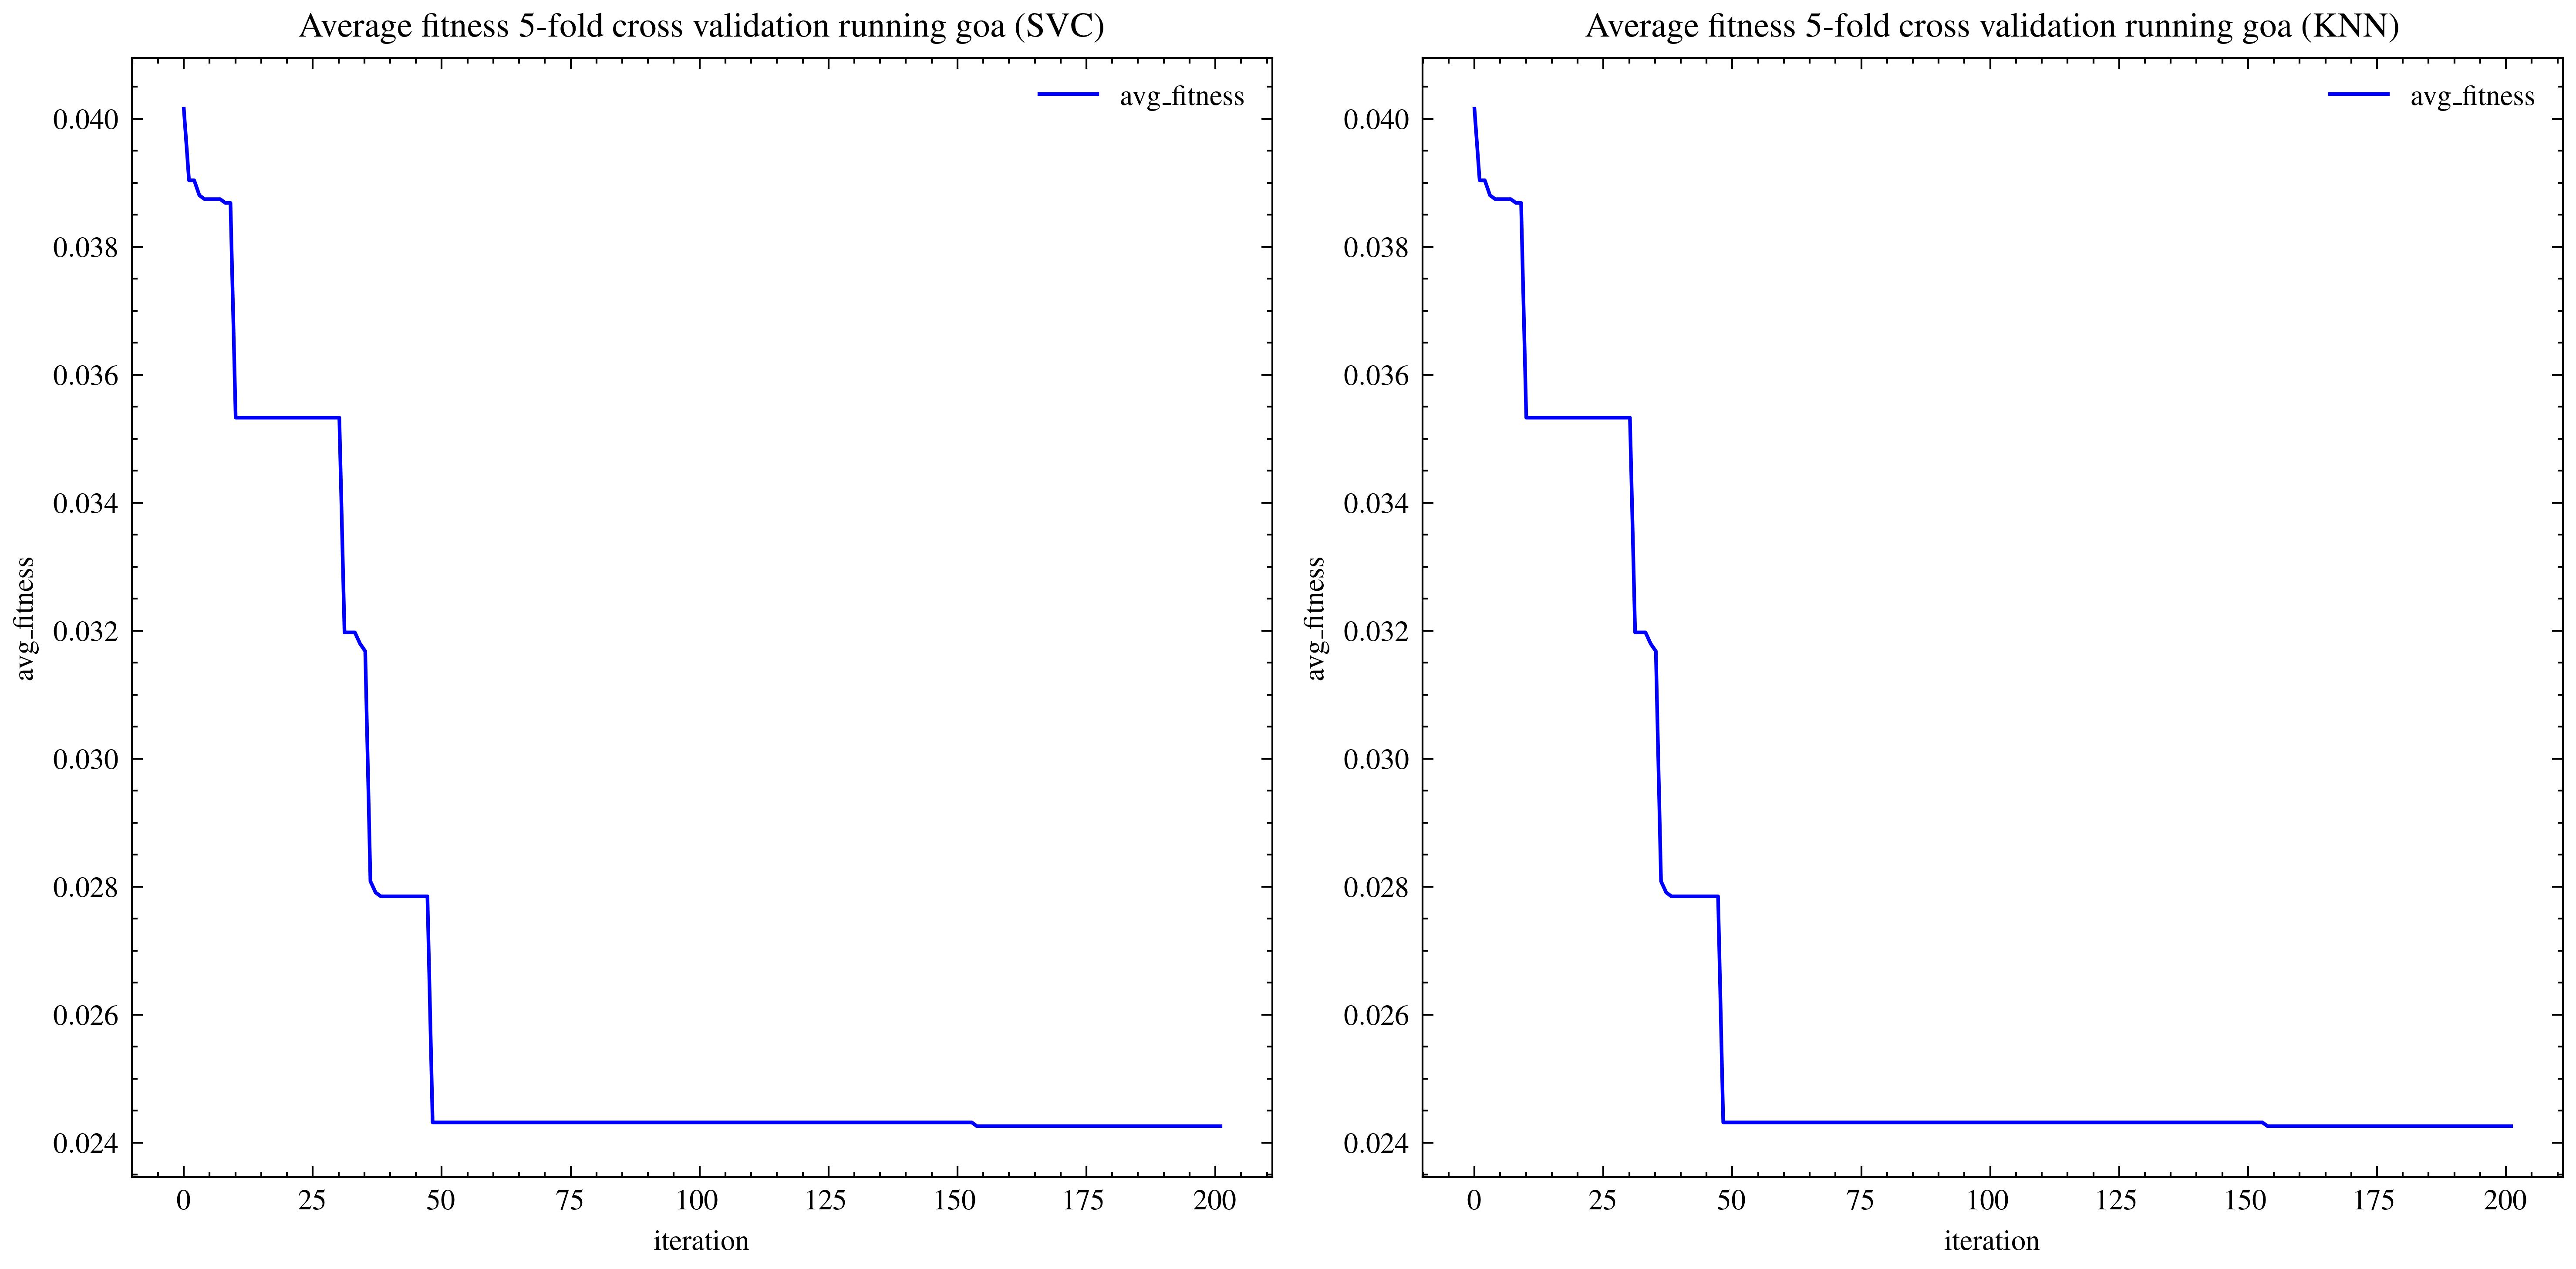 Average fitness 5-fold cross validation running goa (SVC)
avg_fitness
0.040
0.038
0.036
0.034
0.032
0.030
0.028
0.026
0.024
avg_fitness
0 25 50 75 100 125 150 175 200
iteration
Average fitness 5-fold cross validation running goa (KNN)
avg_fitness
0.040
0.038
0.036
0.034
0.032
0.030
0.028
0.026
0.024
avg_fitness
0 25 50 75 100 125 150 175 200
iteration